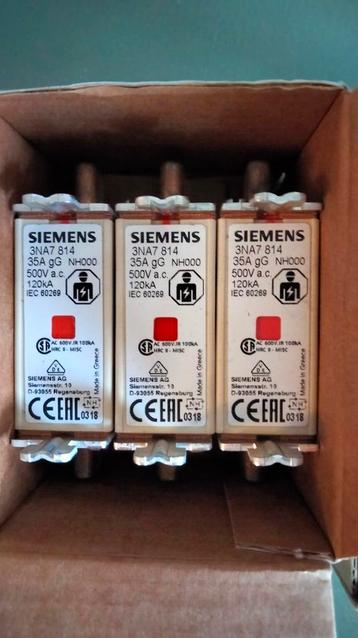 SIEMENS
3NA7 814
35A gG NH000
500V a.c.
120kA
IEC 60269
AC 600V,IR 100kA
HRC II - MISC
SIEMENS AG
Siemensstr. 10
D-93055 Regensburg
Made in Greece
CE EAC NH
0318
SIEMENS
3NA7 814
35A gG NH000
500V a.c.
120kA
IEC 60269
AC 600V,IR 100kA
HRC II - MISC
SIEMENS AG
Siemensstr. 10
D-93055 Regensburg
Made in Greece
CE EAC NH
0318
SIEMENS
3NA7 814
35A gG NH000
500V a.c.
120kA
IEC 60269
AC 600V,IR 100kA
HRC II - MISC
SIEMENS AG
Siemensstr. 10
D-93055 Regensburg
Made in Greece
CE EAC NH
0318